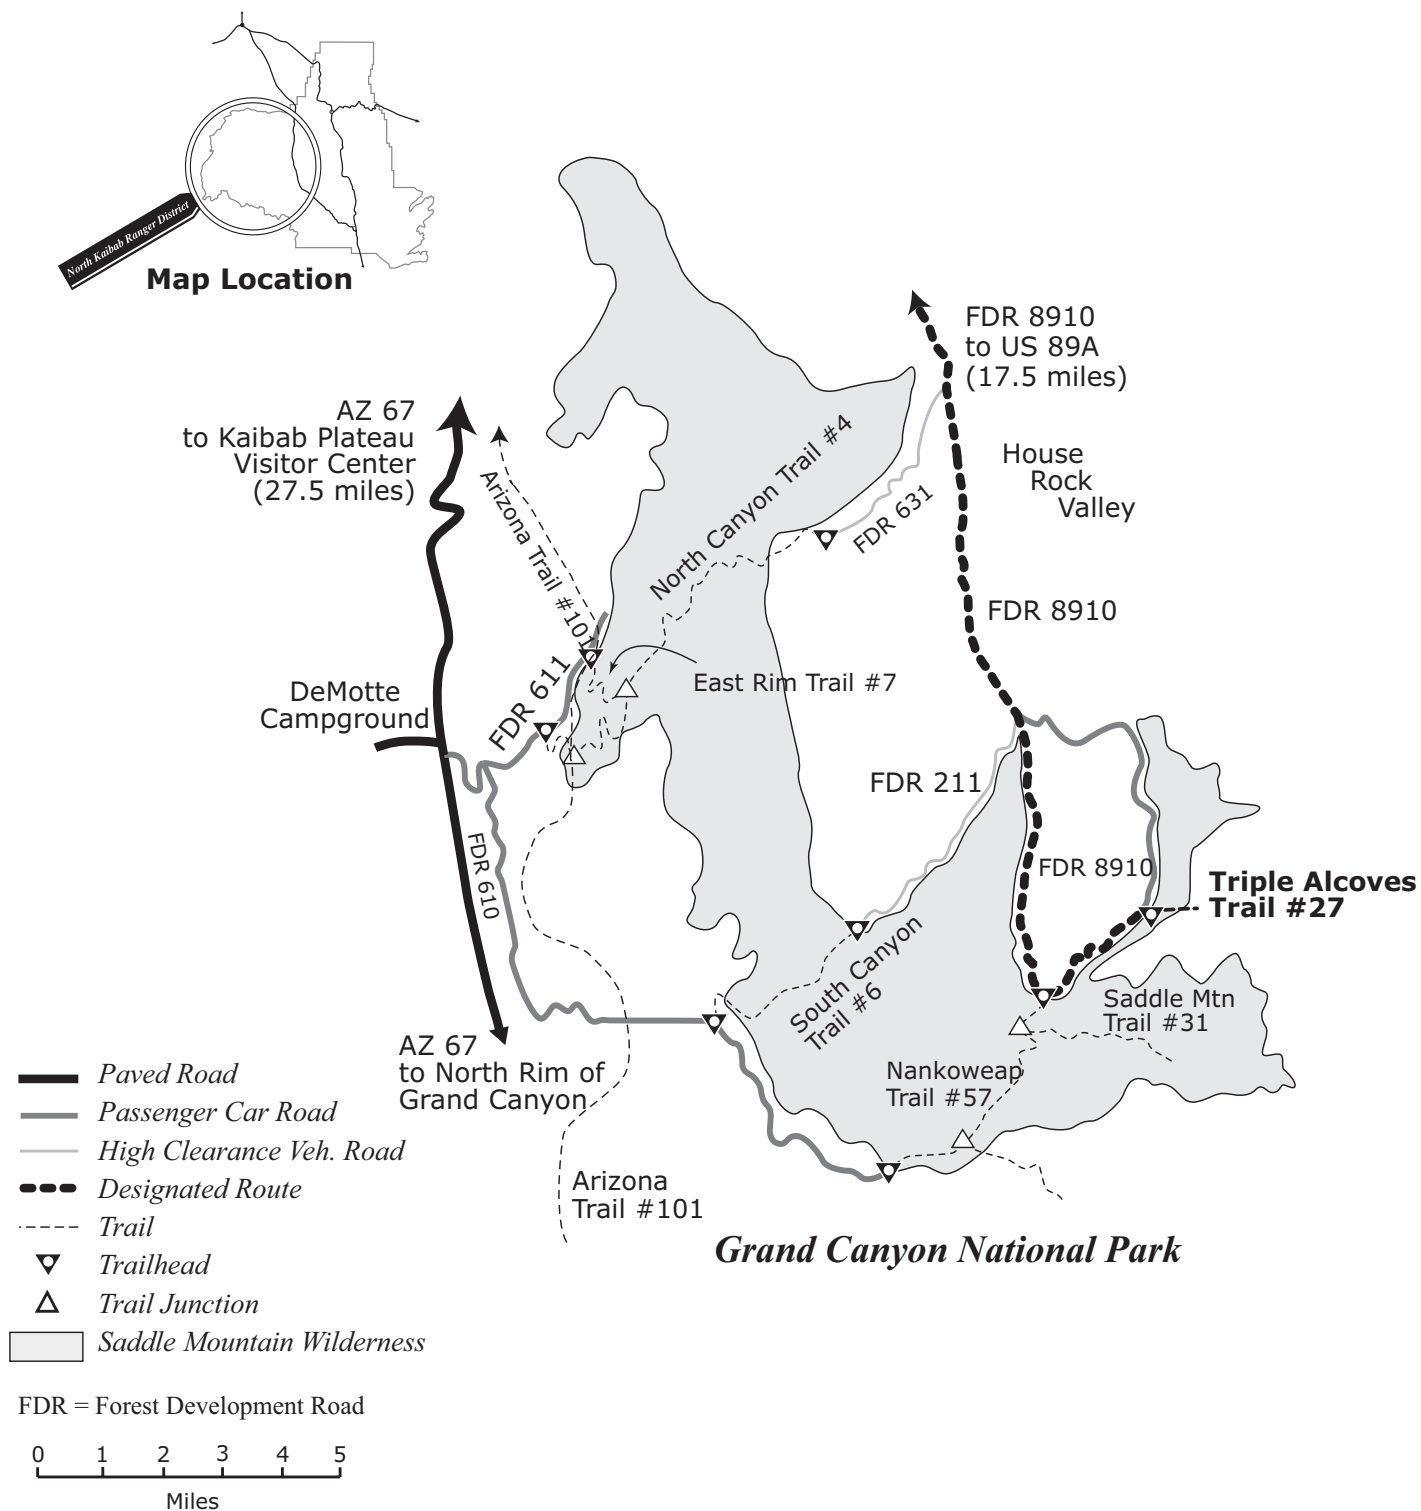 North Kaibab Ranger District
Map Location
FDR 8910
to US 89A
(17.5 miles)
AZ 67
to Kaibab Plateau
Visitor Center
(27.5 miles)
House
Rock
Valley
Arizona Trail #101
North Canyon Trail #4
FDR 631
FDR 8910
East Rim Trail #7
FDR 611
DeMotte
Campground
FDR 211
FDR 610
FDR 8910
Triple Alcoves
Trail #27
South Canyon
Trail #6
Saddle Mtn
Trail #31
Nankoweap
Trail #57
AZ 67
to North Rim of
Grand Canyon
Arizona
Trail #101
Grand Canyon National Park
Paved Road
Passenger Car Road
High Clearance Veh. Road
Designated Route
Trail
Trailhead
Trail Junction
Saddle Mountain Wilderness
FDR = Forest Development Road
0 1 2 3 4 5
Miles